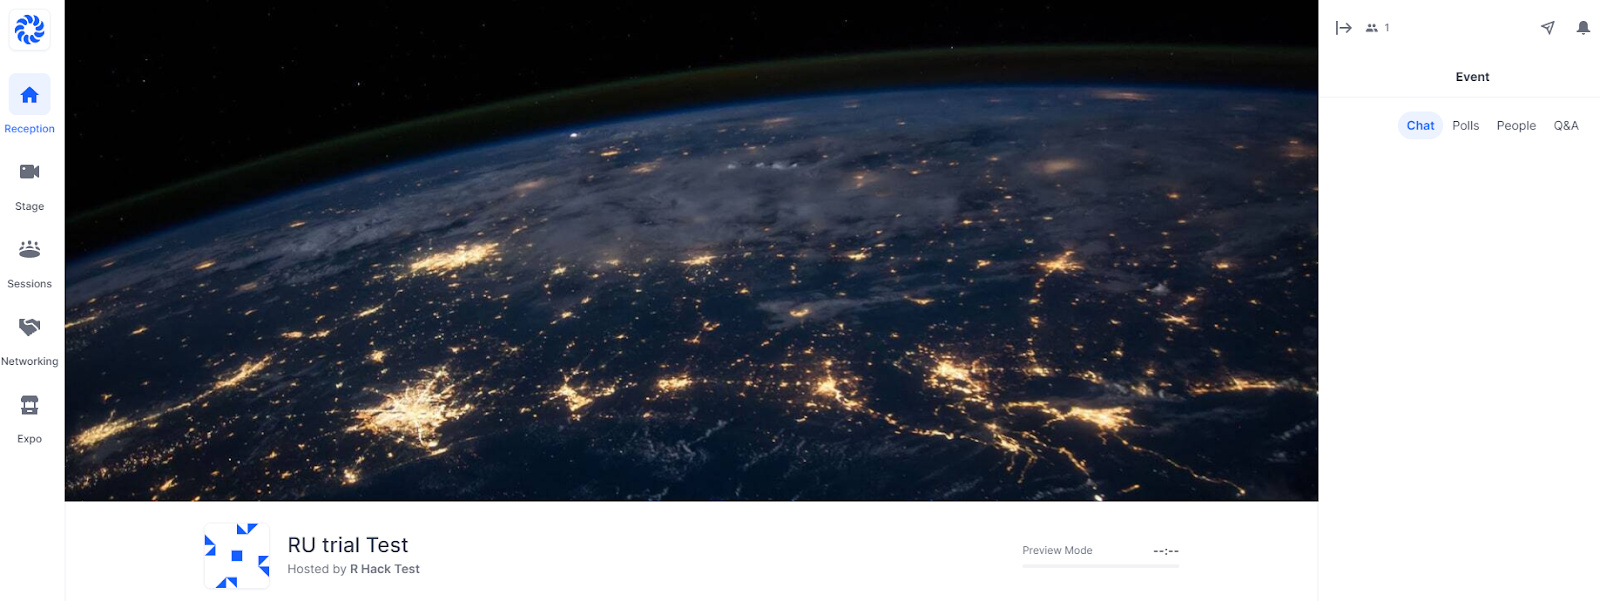 Reception
Stage
Sessions
Networking
Expo
RU trial Test
Hosted by R Hack Test
Preview Mode --:--
1
Event
Chat Polls People Q&A